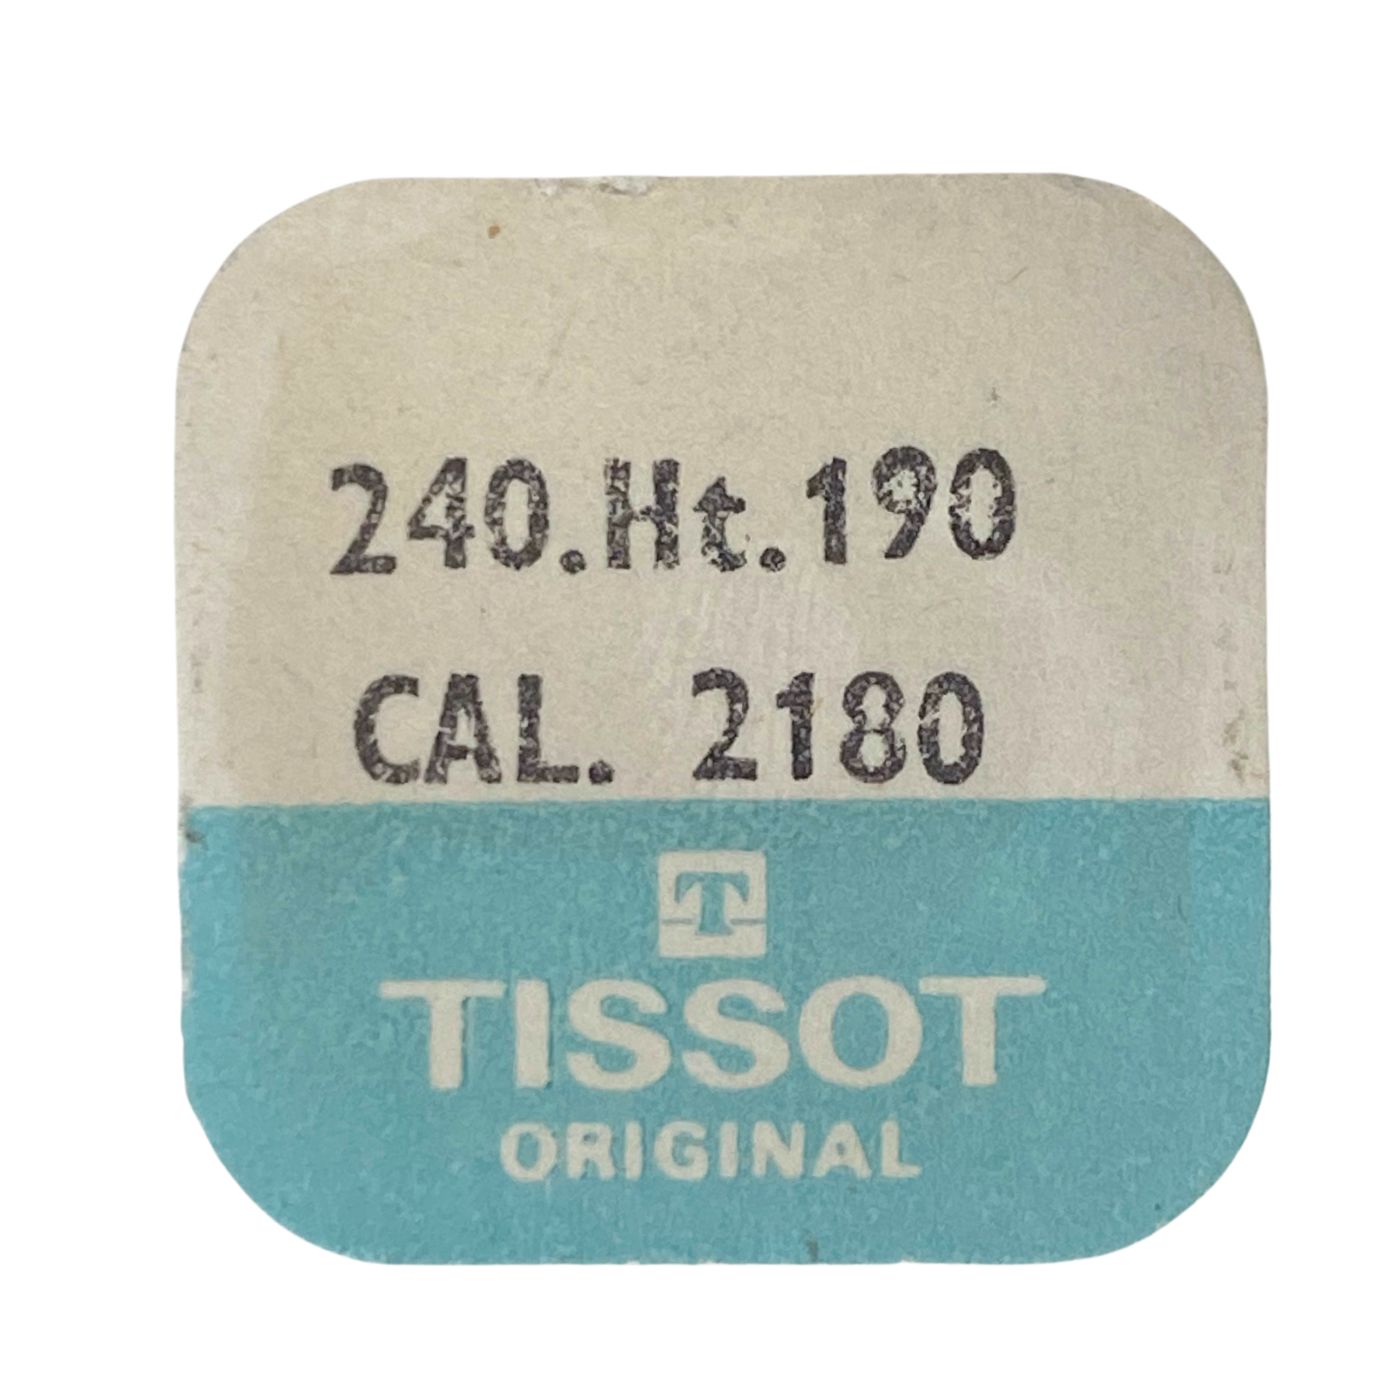 240.Ht.190
CAL. 2180
T
TISSOT
ORIGINAL